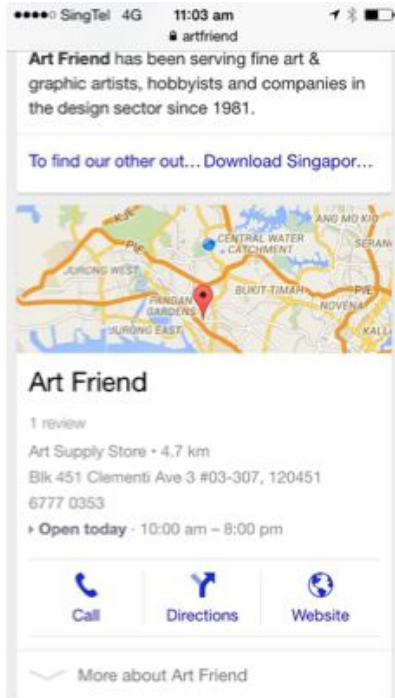 SingTel 4G 11:03 am
artfriend
Art Friend has been serving fine art &
graphic artists, hobbyists and companies in
the design sector since 1981.
To find our other out... Download Singapor...
ANG MO KIO
KJE
CENTRAL WATER
CATCHMENT
SERAN
PIE
JURONG WEST
BUKIT TIMAH
PIE
PANDAN
GARDENS
NOVENA
JURONG EAST
KALL
Art Friend
1 review
Art Supply Store • 4.7 km
Blk 451 Clementi Ave 3 #03-307, 120451
6777 0353
Open today · 10:00 am – 8:00 pm
Call Directions Website
More about Art Friend